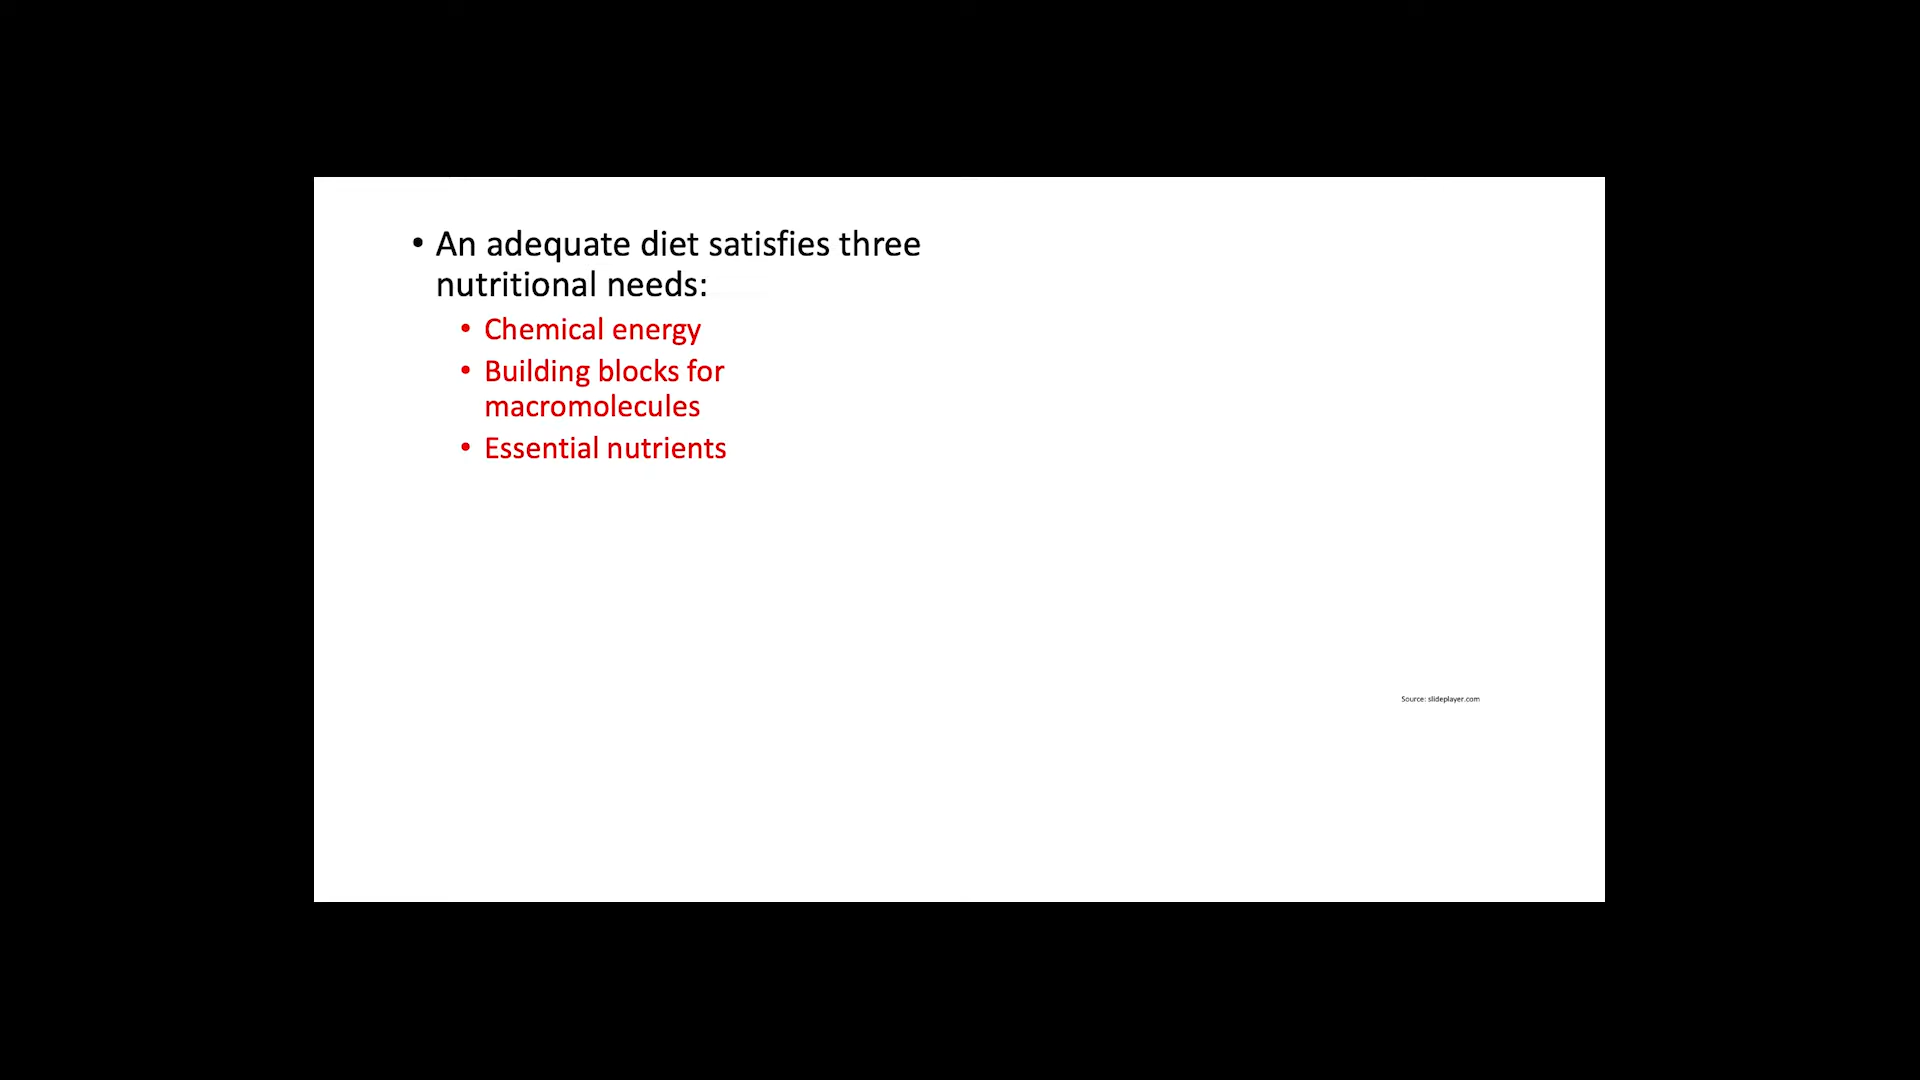 • An adequate diet satisfies three
nutritional needs:
• Chemical energy
• Building blocks for
macromolecules
• Essential nutrients
Source: slideplayer.com